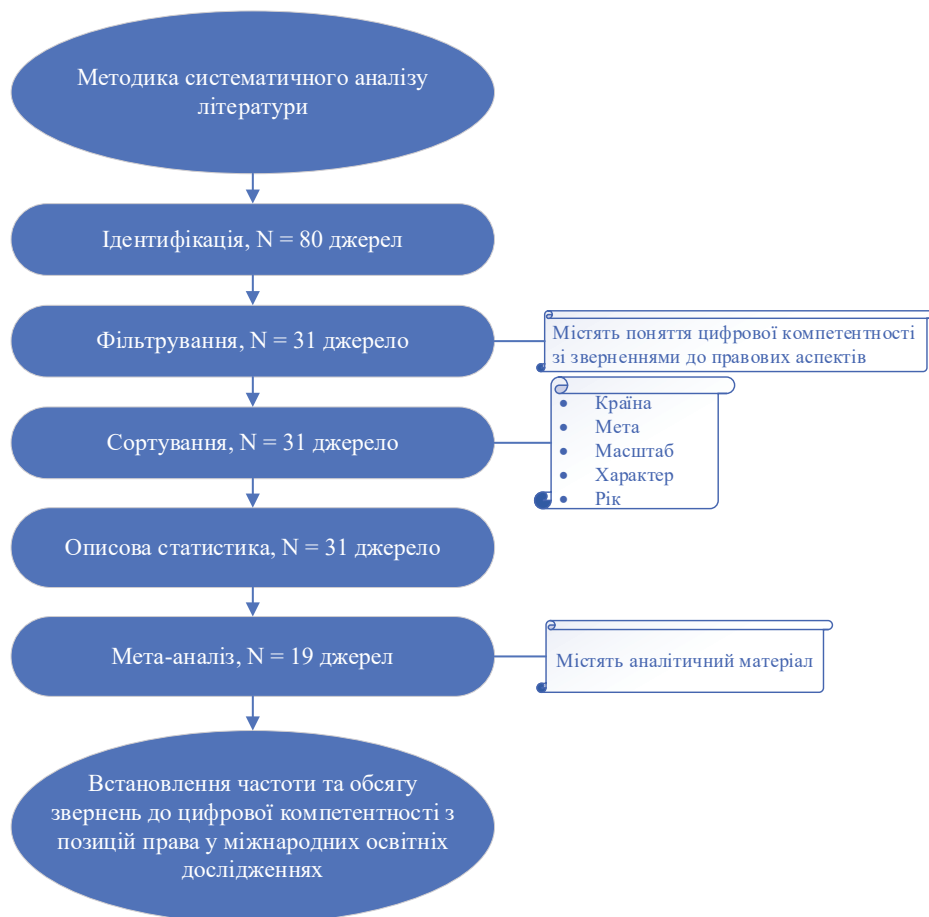 Методика систематичного аналізу
літератури
Ідентифікація, N = 80 джерел
Фільтрування, N = 31 джерело
Містять поняття цифрової компетентності
зі зверненнями до правових аспектів
Сортування, N = 31 джерело
• Країна
• Мета
• Масштаб
• Характер
• Рік
Описова статистика, N = 31 джерело
Мета-аналіз, N = 19 джерел
Містять аналітичний матеріал
Встановлення частоти та обсягу
звернень до цифрової компетентності з
позицій права у міжнародних освітніх
дослідженнях